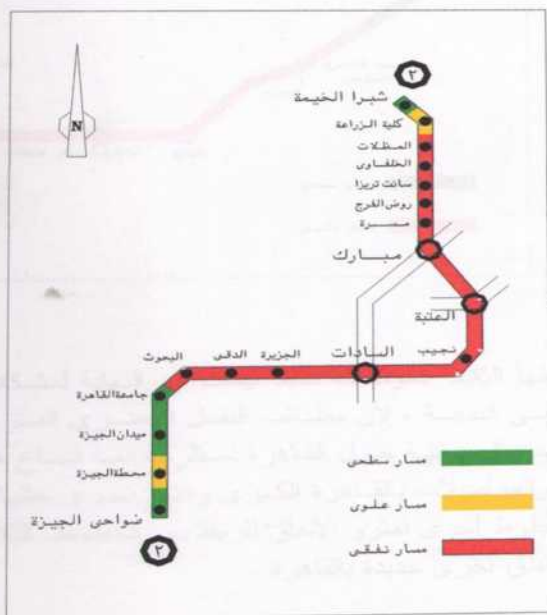 ٢
شبرا الخيمة
كلية الزراعة
المظلات
الخلفاوى
سانت تريزا
روض الفرج
مسرة
مبارك
العتبة
نجيب
السادات
الجزيرة
الدقى
البحوث
جامعة القاهرة
ميدان الجيزة
محطة الجيزة
ضواحى الجيزة
٢
N
مسار سطحى
مسار علوى
مسار نفقى